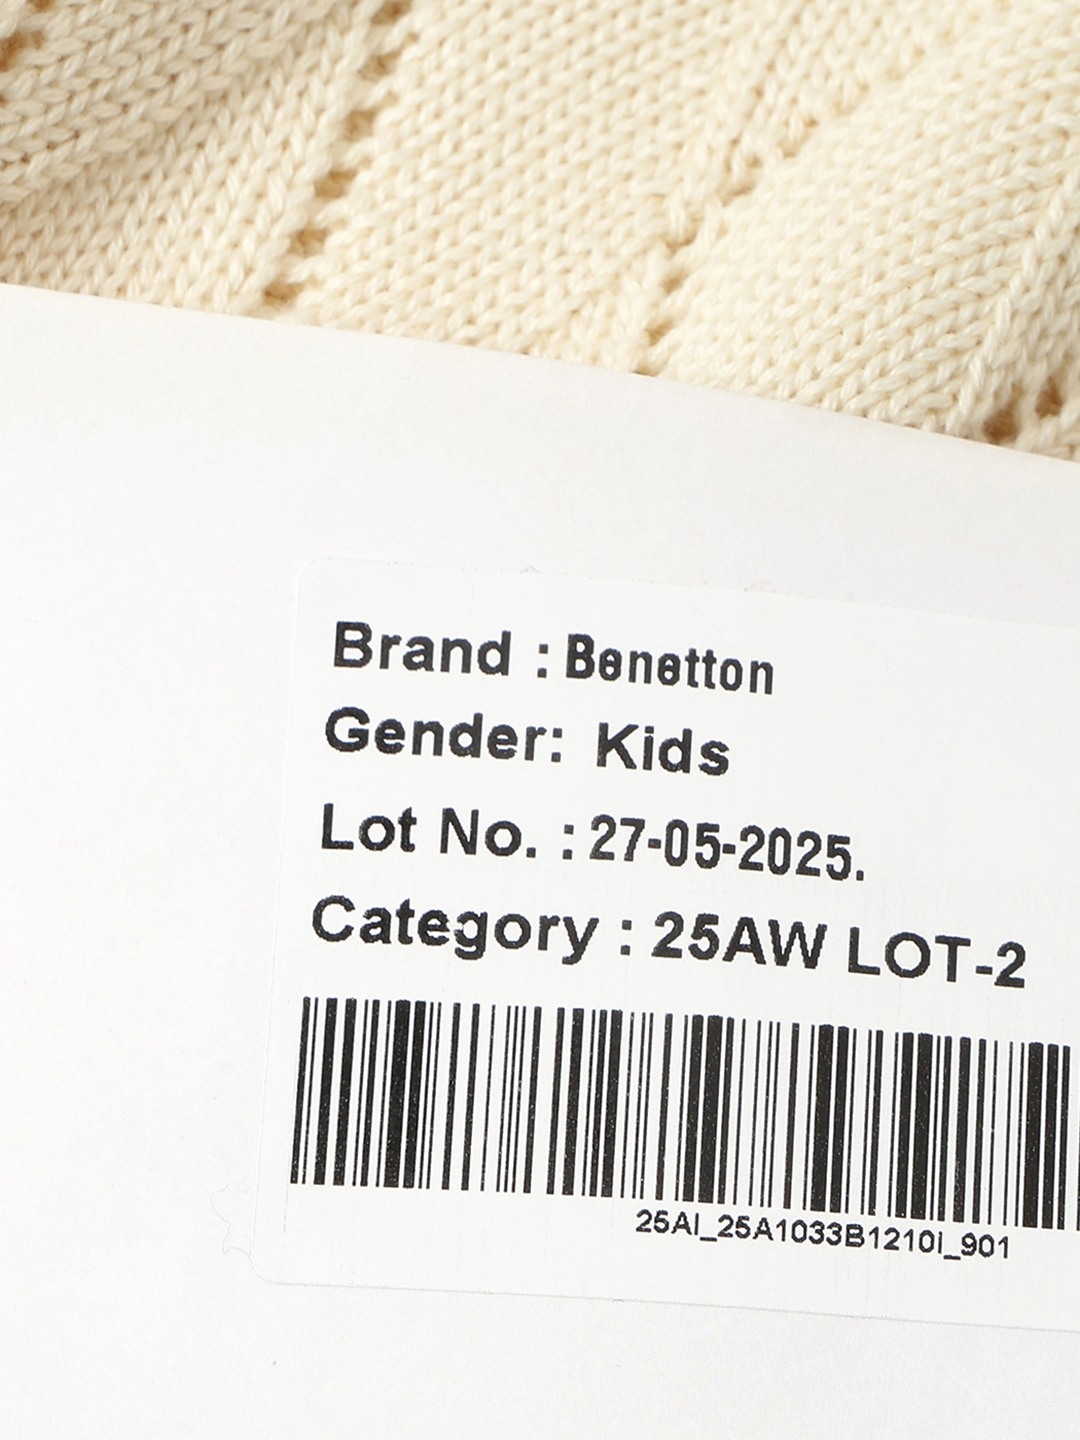 Brand : Benetton
Gender: Kids
Lot No. : 27-05-2025.
Category : 25AW LOT-2
25AI_25A1033B1210I_901